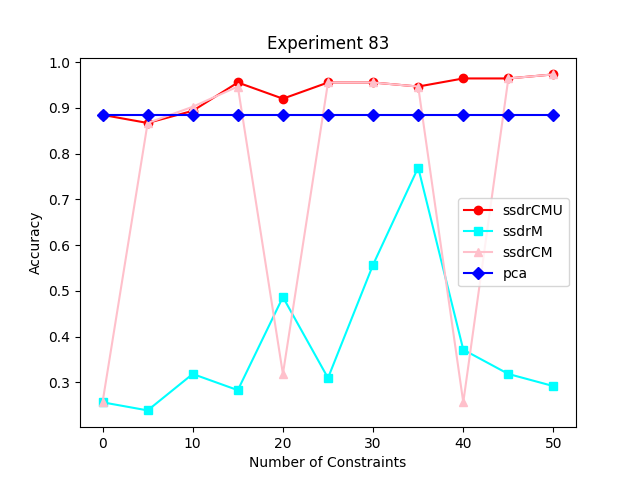 Experiment 83
1.0
0.9
0.8
0.7
0.6
0.5
0.4
0.3
Accuracy
ssdrCMU
ssdrM
ssdrCM
pca
0 10 20 30 40 50
Number of Constraints